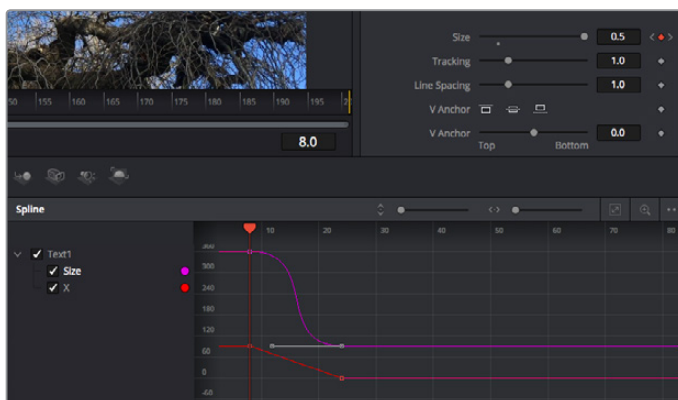 Size 0.5
Tracking 1.0
Line Spacing 1.0
V Anchor
V Anchor 0.0
Top Bottom
155 160 165 170 175 180 185 190 195
8.0
Spline
10 20 30 40 50 60 70 80
Text1
Size
X
300
240
180
120
60
0
-60